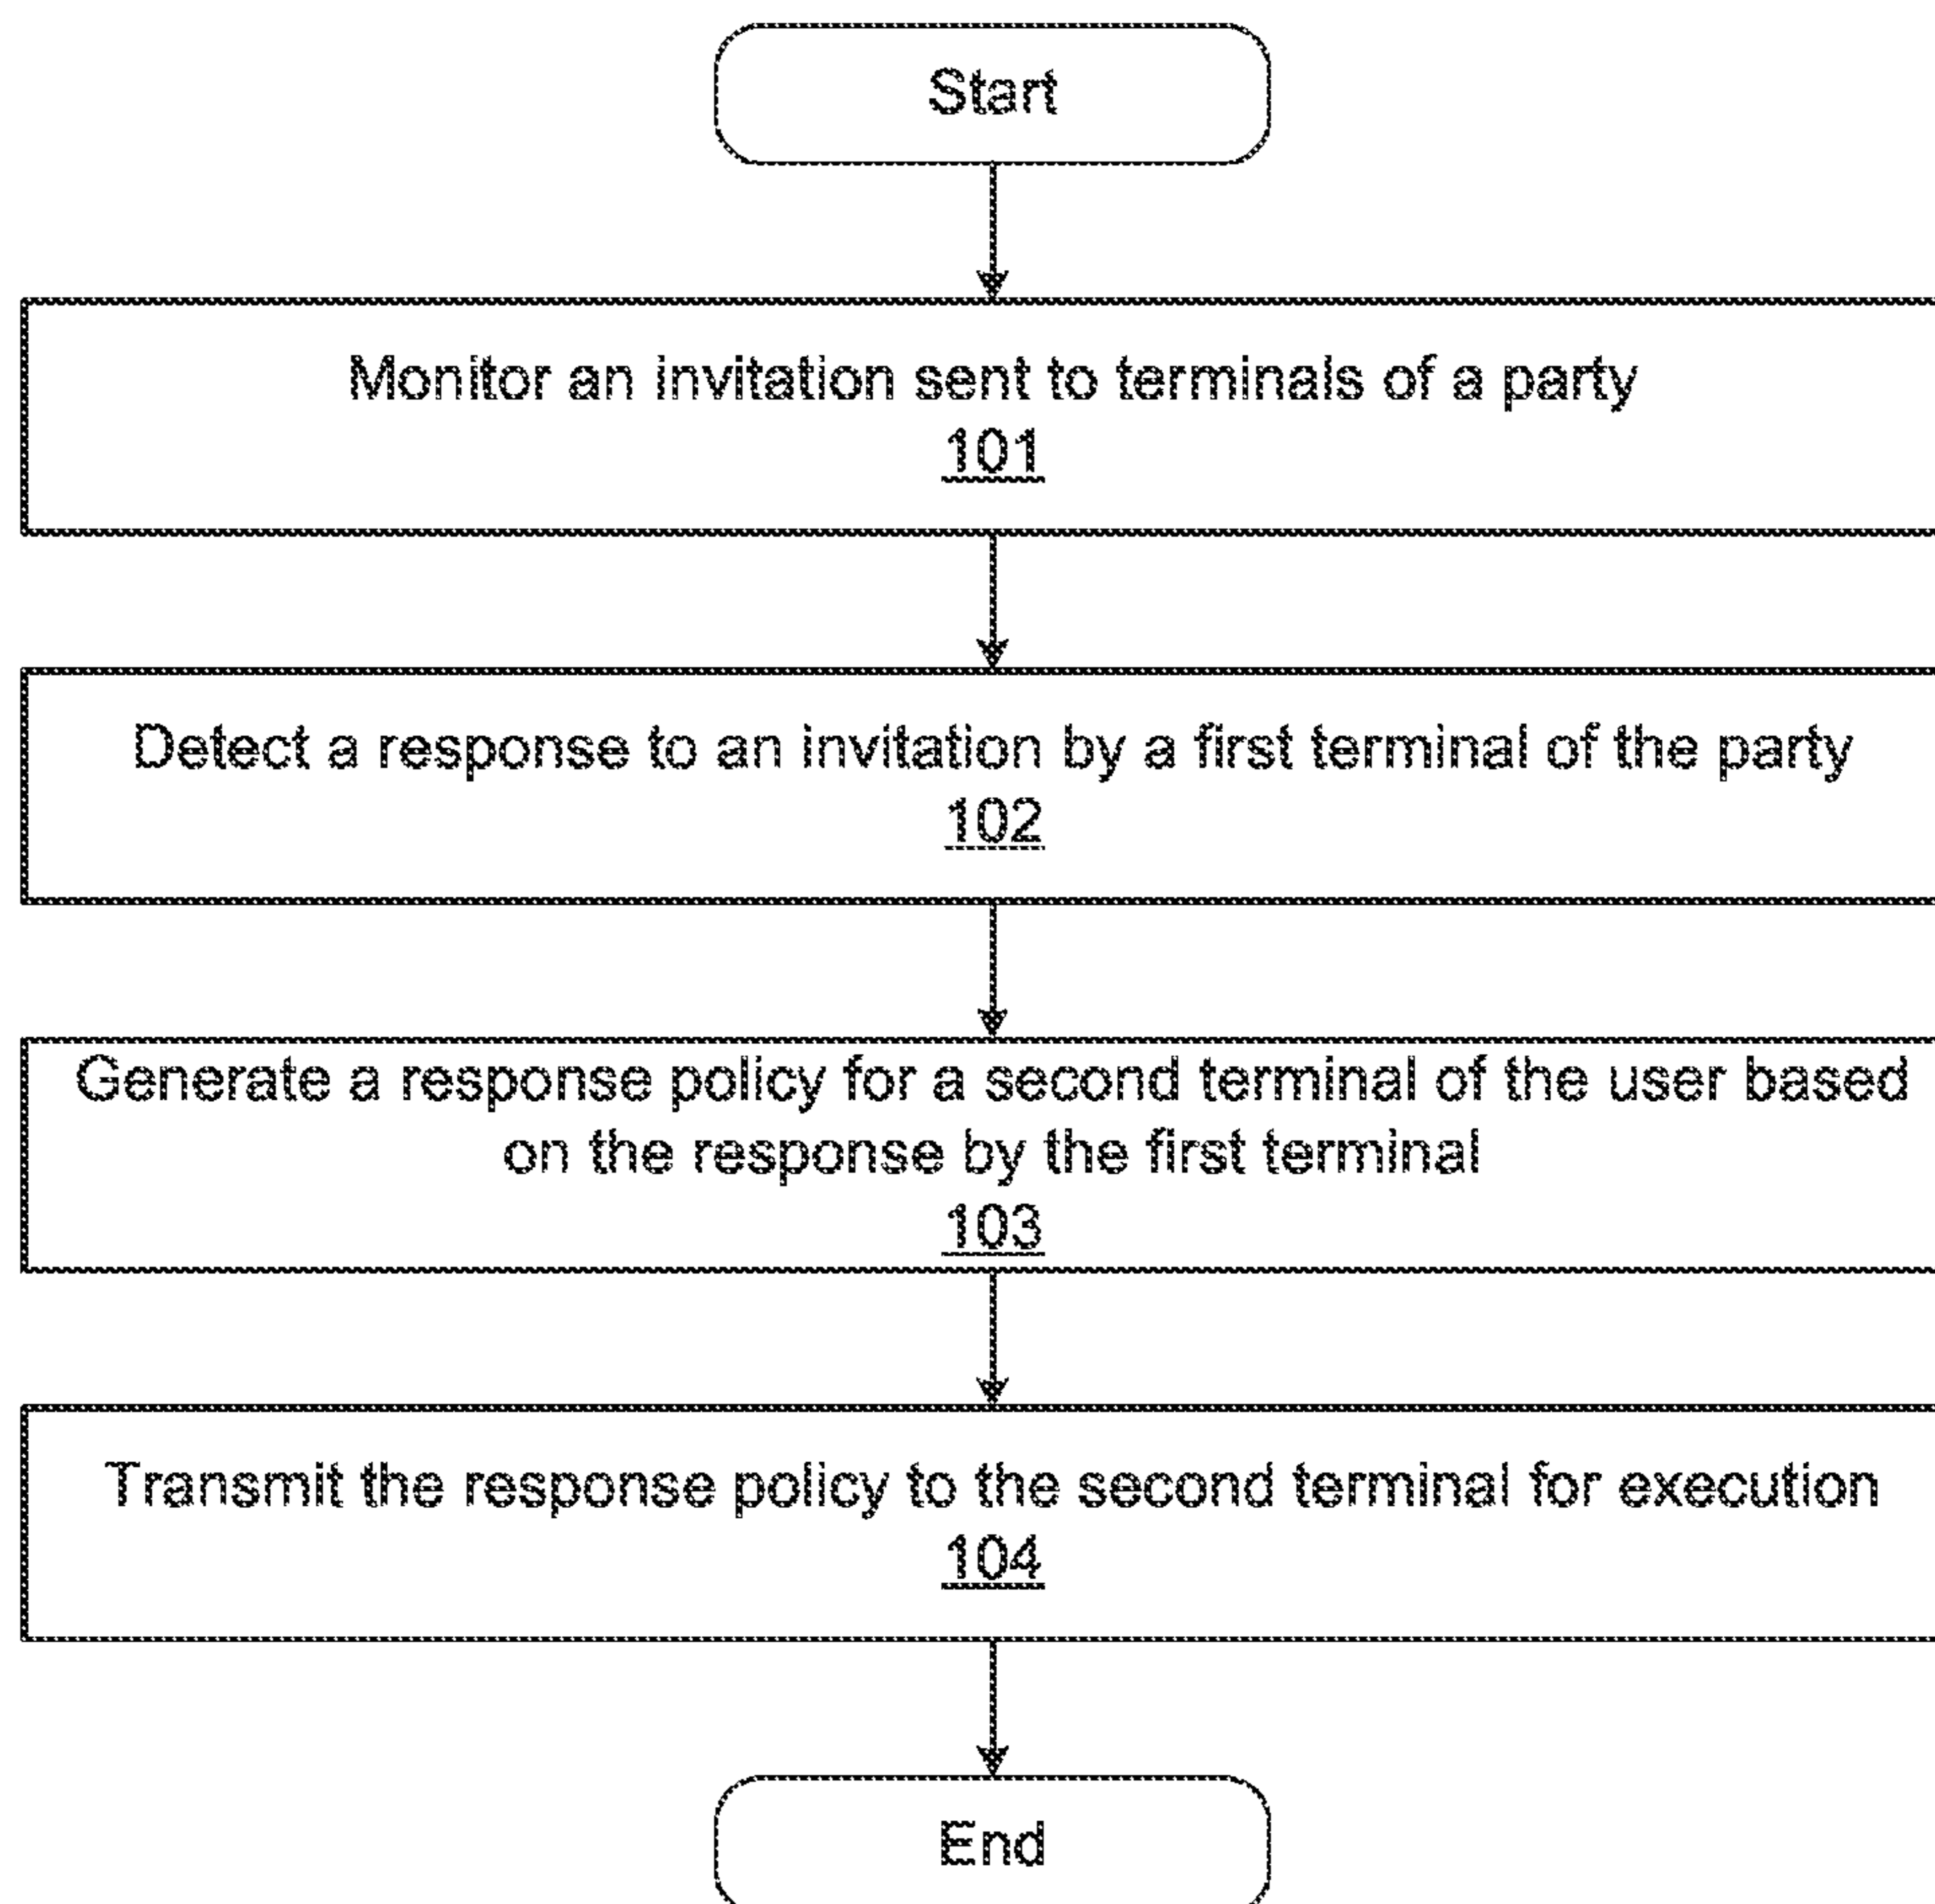 Start
Monitor an invitation sent to terminals of a party
101
Detect a response to an invitation by a first terminal of the party
102
Generate a response policy for a second terminal of the user based
on the response by the first terminal
103
Transmit the response policy to the second terminal for execution
104
End